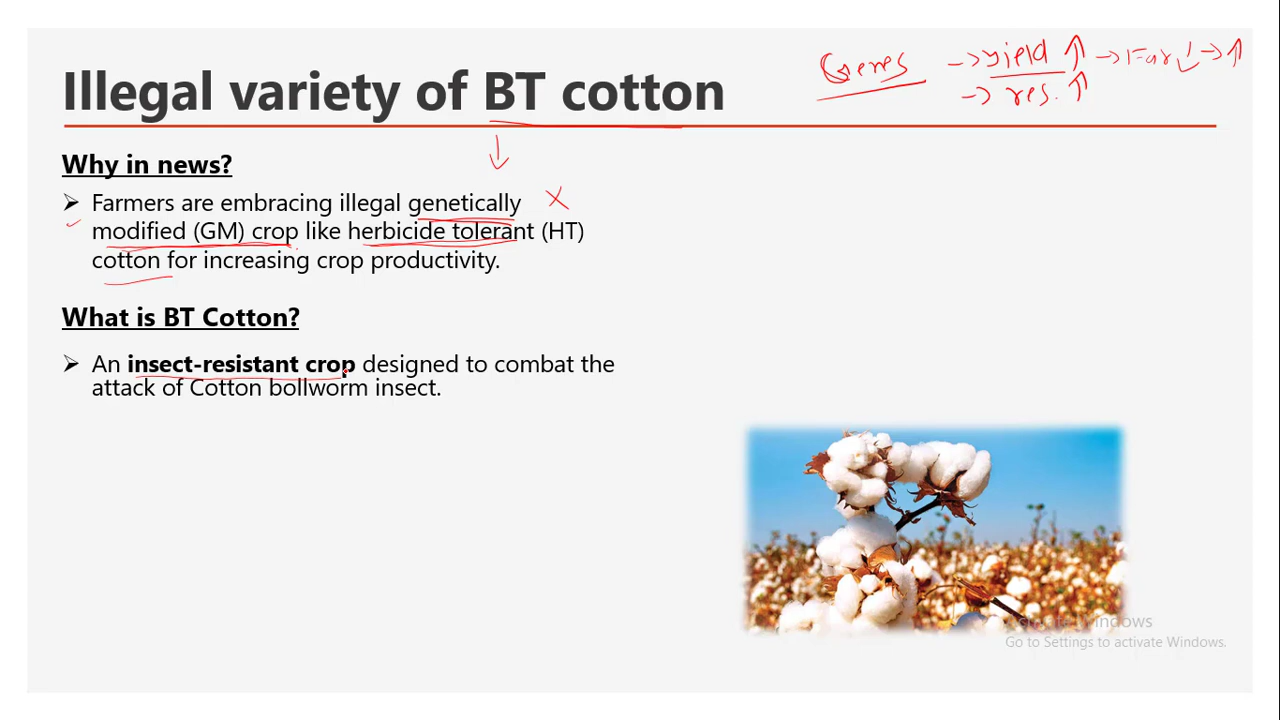 Illegal variety of BT cotton
Genes → yield ↑ → ↑
→ res. ↑
Why in news?
➢ Farmers are embracing illegal genetically
modified (GM) crop like herbicide tolerant (HT)
cotton for increasing crop productivity.
What is BT Cotton?
➢ An insect-resistant crop designed to combat the
attack of Cotton bollworm insect.
Activate Windows
Go to Settings to activate Windows.